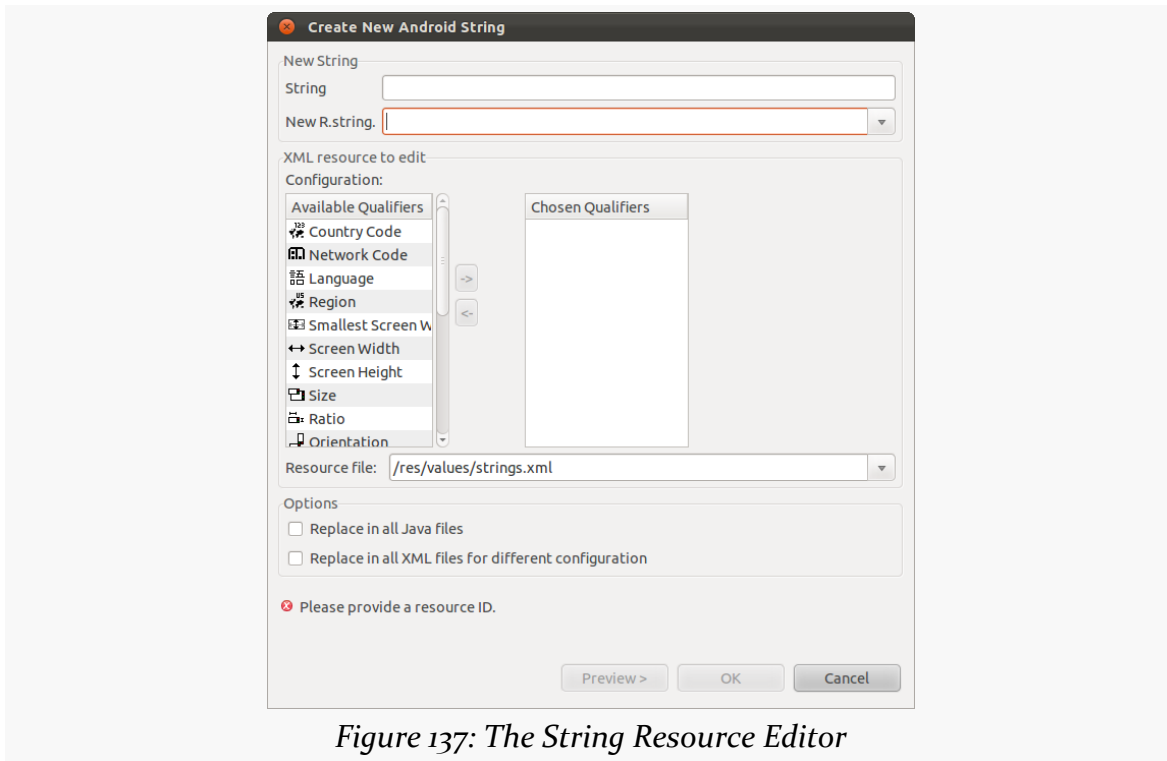 Create New Android String
New String
String
New R.string.
XML resource to edit
Configuration:
Available Qualifiers
Chosen Qualifiers
123
Country Code
Network Code
語 Language
US
Region
Smallest Screen W
Screen Width
Screen Height
Size
Ratio
Orientation
->
<-
Resource file: /res/values/strings.xml
Options
Replace in all Java files
Replace in all XML files for different configuration
Please provide a resource ID.
Preview > OK Cancel
Figure 137: The String Resource Editor